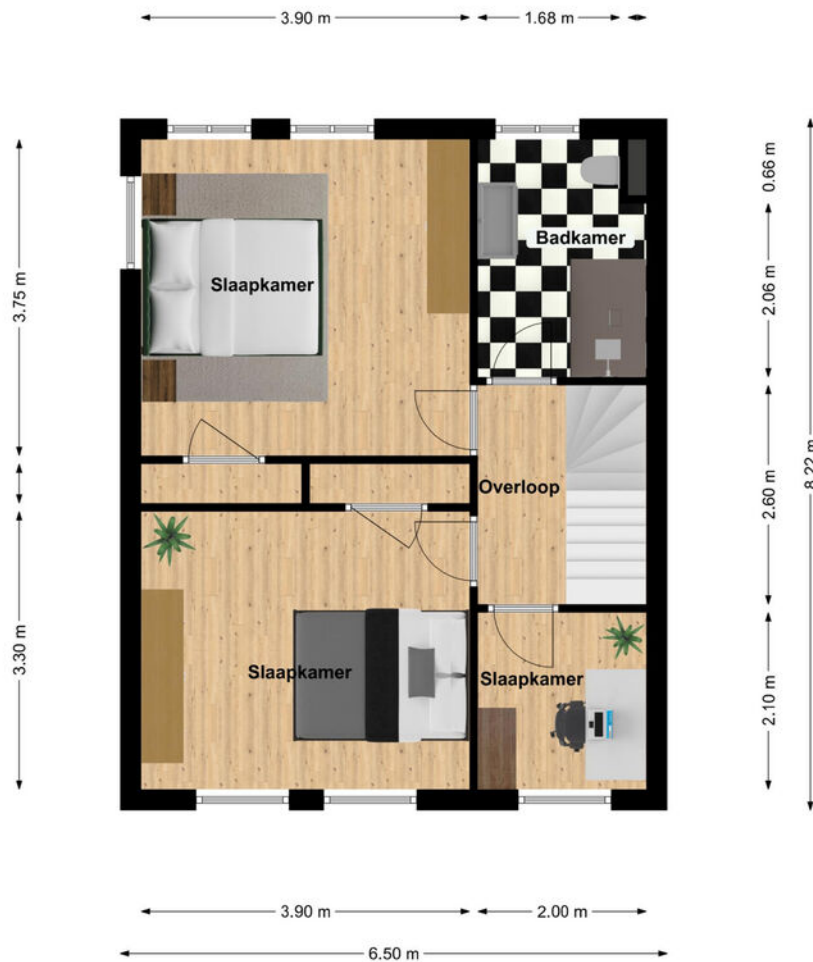 3.90 m
1.68 m
3.75 m
0.66 m
Badkamer
Slaapkamer
2.06 m
8.22 m
Overloop
2.60 m
3.30 m
Slaapkamer
Slaapkamer
2.10 m
3.90 m
2.00 m
6.50 m